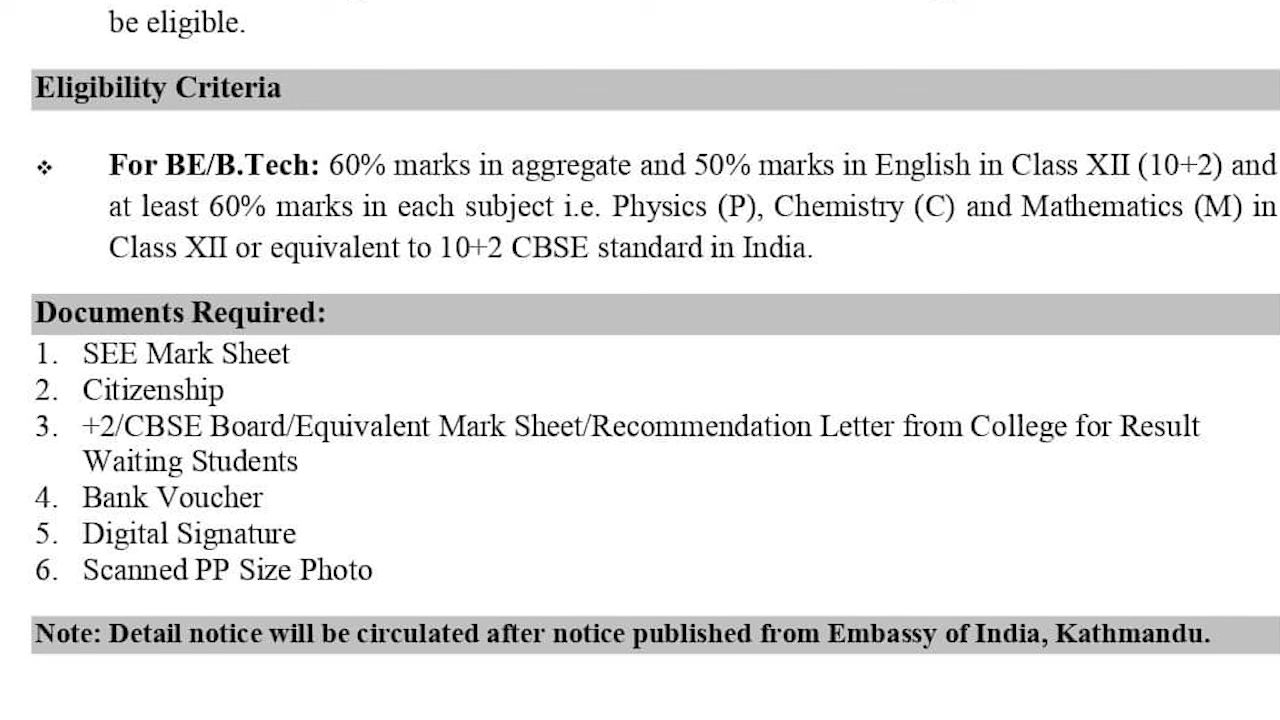 be eligible.
Eligibility Criteria
❖ For BE/B.Tech: 60% marks in aggregate and 50% marks in English in Class XII (10+2) and
at least 60% marks in each subject i.e. Physics (P), Chemistry (C) and Mathematics (M) in
Class XII or equivalent to 10+2 CBSE standard in India.
Documents Required:
1. SEE Mark Sheet
2. Citizenship
3. +2/CBSE Board/Equivalent Mark Sheet/Recommendation Letter from College for Result
Waiting Students
4. Bank Voucher
5. Digital Signature
6. Scanned PP Size Photo
Note: Detail notice will be circulated after notice published from Embassy of India, Kathmandu.